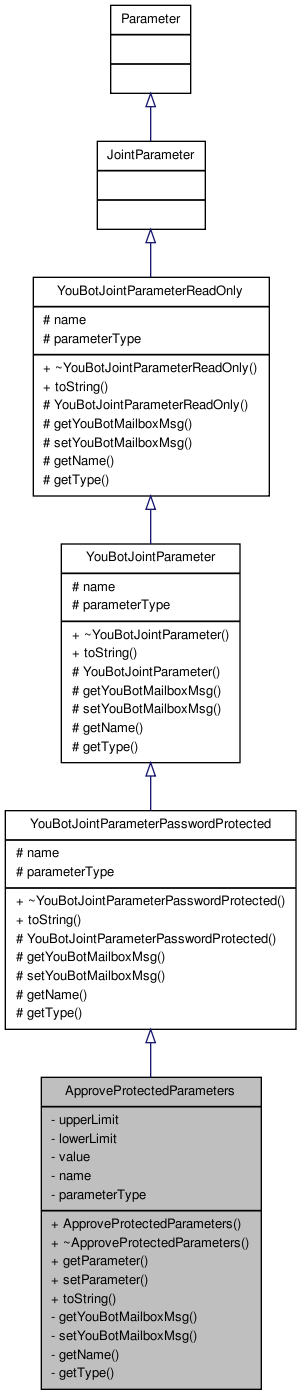 Parameter
JointParameter
YouBotJointParameterReadOnly
# name
# parameterType
+ ~YouBotJointParameterReadOnly()
+ toString()
# YouBotJointParameterReadOnly()
# getYouBotMailboxMsg()
# setYouBotMailboxMsg()
# getName()
# getType()
YouBotJointParameter
# name
# parameterType
+ ~YouBotJointParameter()
+ toString()
# YouBotJointParameter()
# getYouBotMailboxMsg()
# setYouBotMailboxMsg()
# getName()
# getType()
YouBotJointParameterPasswordProtected
# name
# parameterType
+ ~YouBotJointParameterPasswordProtected()
+ toString()
# YouBotJointParameterPasswordProtected()
# getYouBotMailboxMsg()
# setYouBotMailboxMsg()
# getName()
# getType()
ApproveProtectedParameters
- upperLimit
- lowerLimit
- value
- name
- parameterType
+ ApproveProtectedParameters()
+ ~ApproveProtectedParameters()
+ getParameter()
+ setParameter()
+ toString()
- getYouBotMailboxMsg()
- setYouBotMailboxMsg()
- getName()
- getType()